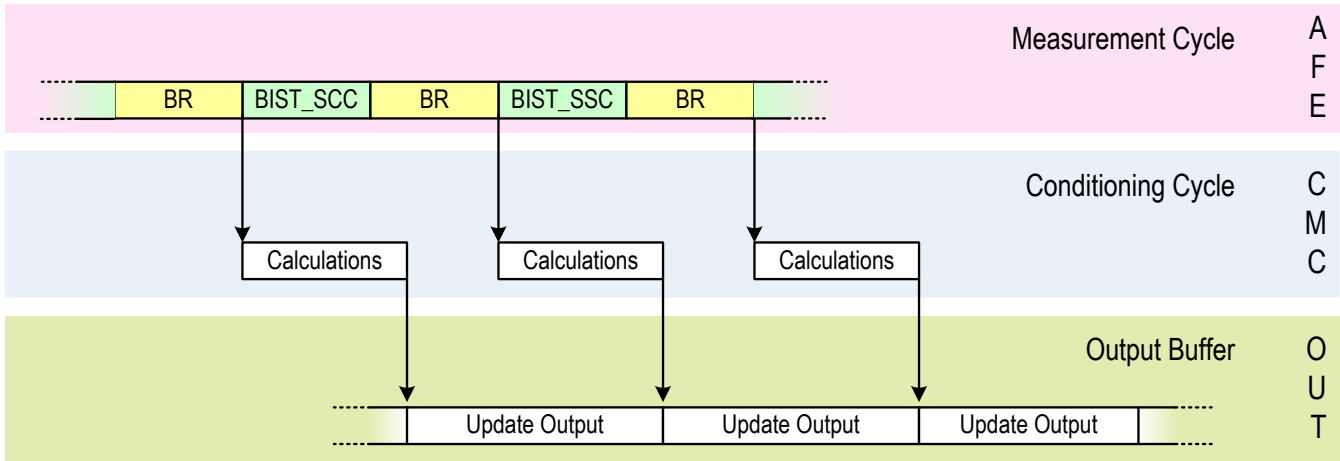 Measurement Cycle
A
F
E
BR BIST_SCC BR BIST_SSC BR
Conditioning Cycle
C
M
C
Calculations Calculations Calculations
Output Buffer
O
U
T
Update Output Update Output Update Output